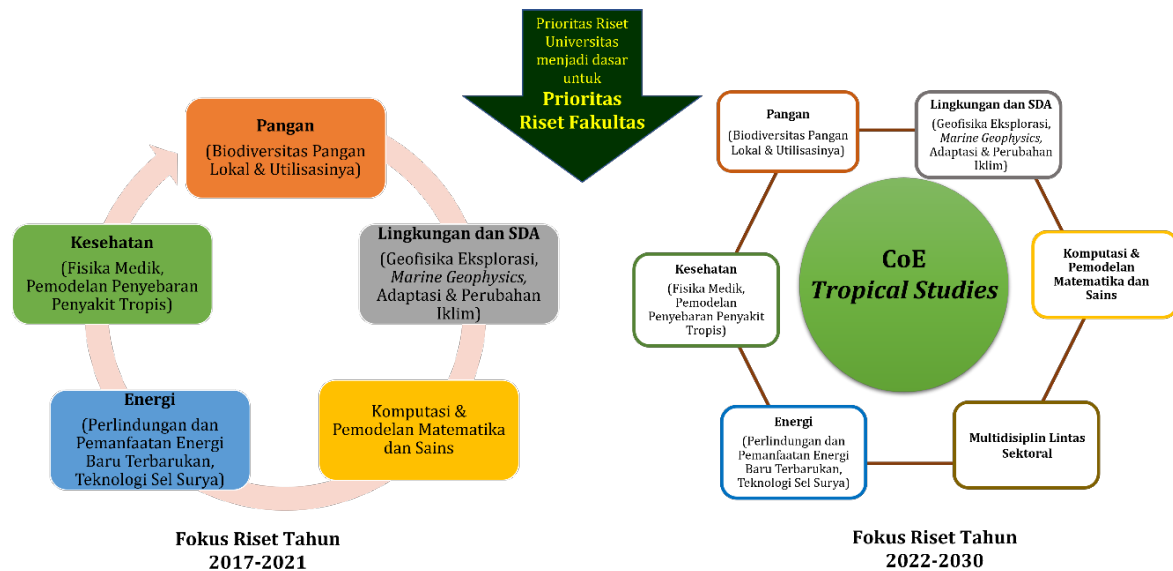 Prioritas Riset
Universitas
menjadi dasar
untuk
Prioritas
Riset Fakultas
Pangan
(Biodiversitas Pangan
Lokal & Utilisasinya)
Lingkungan dan SDA
(Geofisika Eksplorasi,
Marine Geophysics,
Adaptasi & Perubahan
Iklim)
Komputasi &
Pemodelan Matematika
dan Sains
Energi
(Perlindungan dan
Pemanfaatan Energi
Baru Terbarukan,
Teknologi Sel Surya)
Kesehatan
(Fisika Medik,
Pemodelan Penyebaran
Penyakit Tropis)
Fokus Riset Tahun
2017-2021
Pangan
(Biodiversitas Pangan
Lokal & Utilisasinya)
Lingkungan dan SDA
(Geofisika Eksplorasi,
Marine Geophysics,
Adaptasi & Perubahan
Iklim)
Komputasi &
Pemodelan
Matematika dan
Sains
Multidisiplin Lintas
Sektoral
Energi
(Perlindungan dan
Pemanfaatan Energi
Baru Terbarukan,
Teknologi Sel Surya)
Kesehatan
(Fisika Medik,
Pemodelan
Penyebaran Penyakit
Tropis)
CoE
Tropical Studies
Fokus Riset Tahun
2022-2030